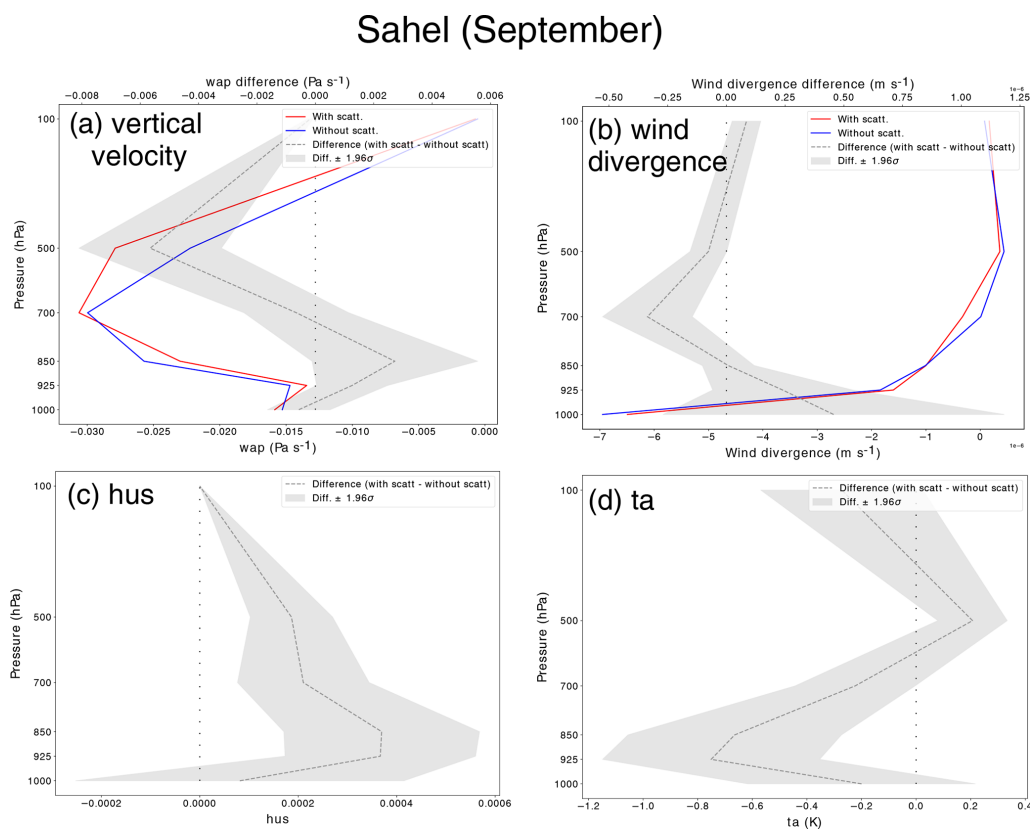 Sahel (September)
wap difference (Pa s-1)
−0.008 −0.006 −0.004 −0.002 0.000 0.002 0.004 0.006
(a) vertical
velocity
With scatt.
Without scatt.
Difference (with scatt - without scatt)
Diff. ± 1.96σ
Pressure (hPa)
100
500
700
850
925
1000
−0.030 −0.025 −0.020 −0.015 −0.010 −0.005 0.000
wap (Pa s-1)
Wind divergence difference (m s-1)
1e−6
−0.50 −0.25 0.00 0.25 0.50 0.75 1.00 1.25
(b) wind
divergence
With scatt.
Without scatt.
Difference (with scatt - without scatt)
Diff. ± 1.96σ
Pressure (hPa)
100
500
700
850
925
1000
−7 −6 −5 −4 −3 −2 −1 0
1e−6
Wind divergence (m s-1)
(c) hus
Difference (with scatt - without scatt)
Diff. ± 1.96σ
Pressure (hPa)
100
500
700
850
925
1000
−0.0002 0.0000 0.0002 0.0004 0.0006
hus
(d) ta
Difference (with scatt - without scatt)
Diff. ± 1.96σ
Pressure (hPa)
100
500
700
850
925
1000
−1.2 −1.0 −0.8 −0.6 −0.4 −0.2 0.0 0.2 0.4
ta (K)